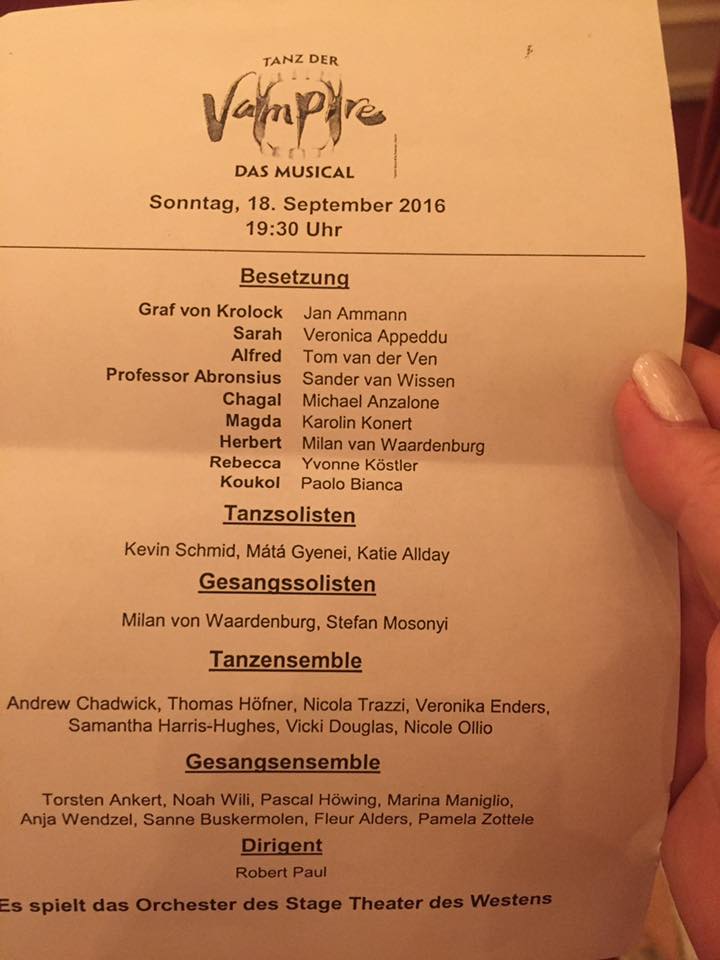 TANZ DER
Vampire
DAS MUSICAL
Sonntag, 18. September 2016
19:30 Uhr
Besetzung
Graf von Krolock Jan Ammann
Sarah Veronica Appeddu
Alfred Tom van der Ven
Professor Abronsius Sander van Wissen
Chagal Michael Anzalone
Magda Karolin Konert
Herbert Milan van Waardenburg
Rebecca Yvonne Köstler
Koukol Paolo Bianca
Tanzsolisten
Kevin Schmid, Mátá Gyenei, Katie Allday
Gesangssolisten
Milan von Waardenburg, Stefan Mosonyi
Tanzensemble
Andrew Chadwick, Thomas Höfner, Nicola Trazzi, Veronika Enders,
Samantha Harris-Hughes, Vicki Douglas, Nicole Ollio
Gesangsensemble
Torsten Ankert, Noah Wili, Pascal Höwing, Marina Maniglio,
Anja Wendzel, Sanne Buskermolen, Fleur Alders, Pamela Zottele
Dirigent
Robert Paul
Es spielt das Orchester des Stage Theater des Westens